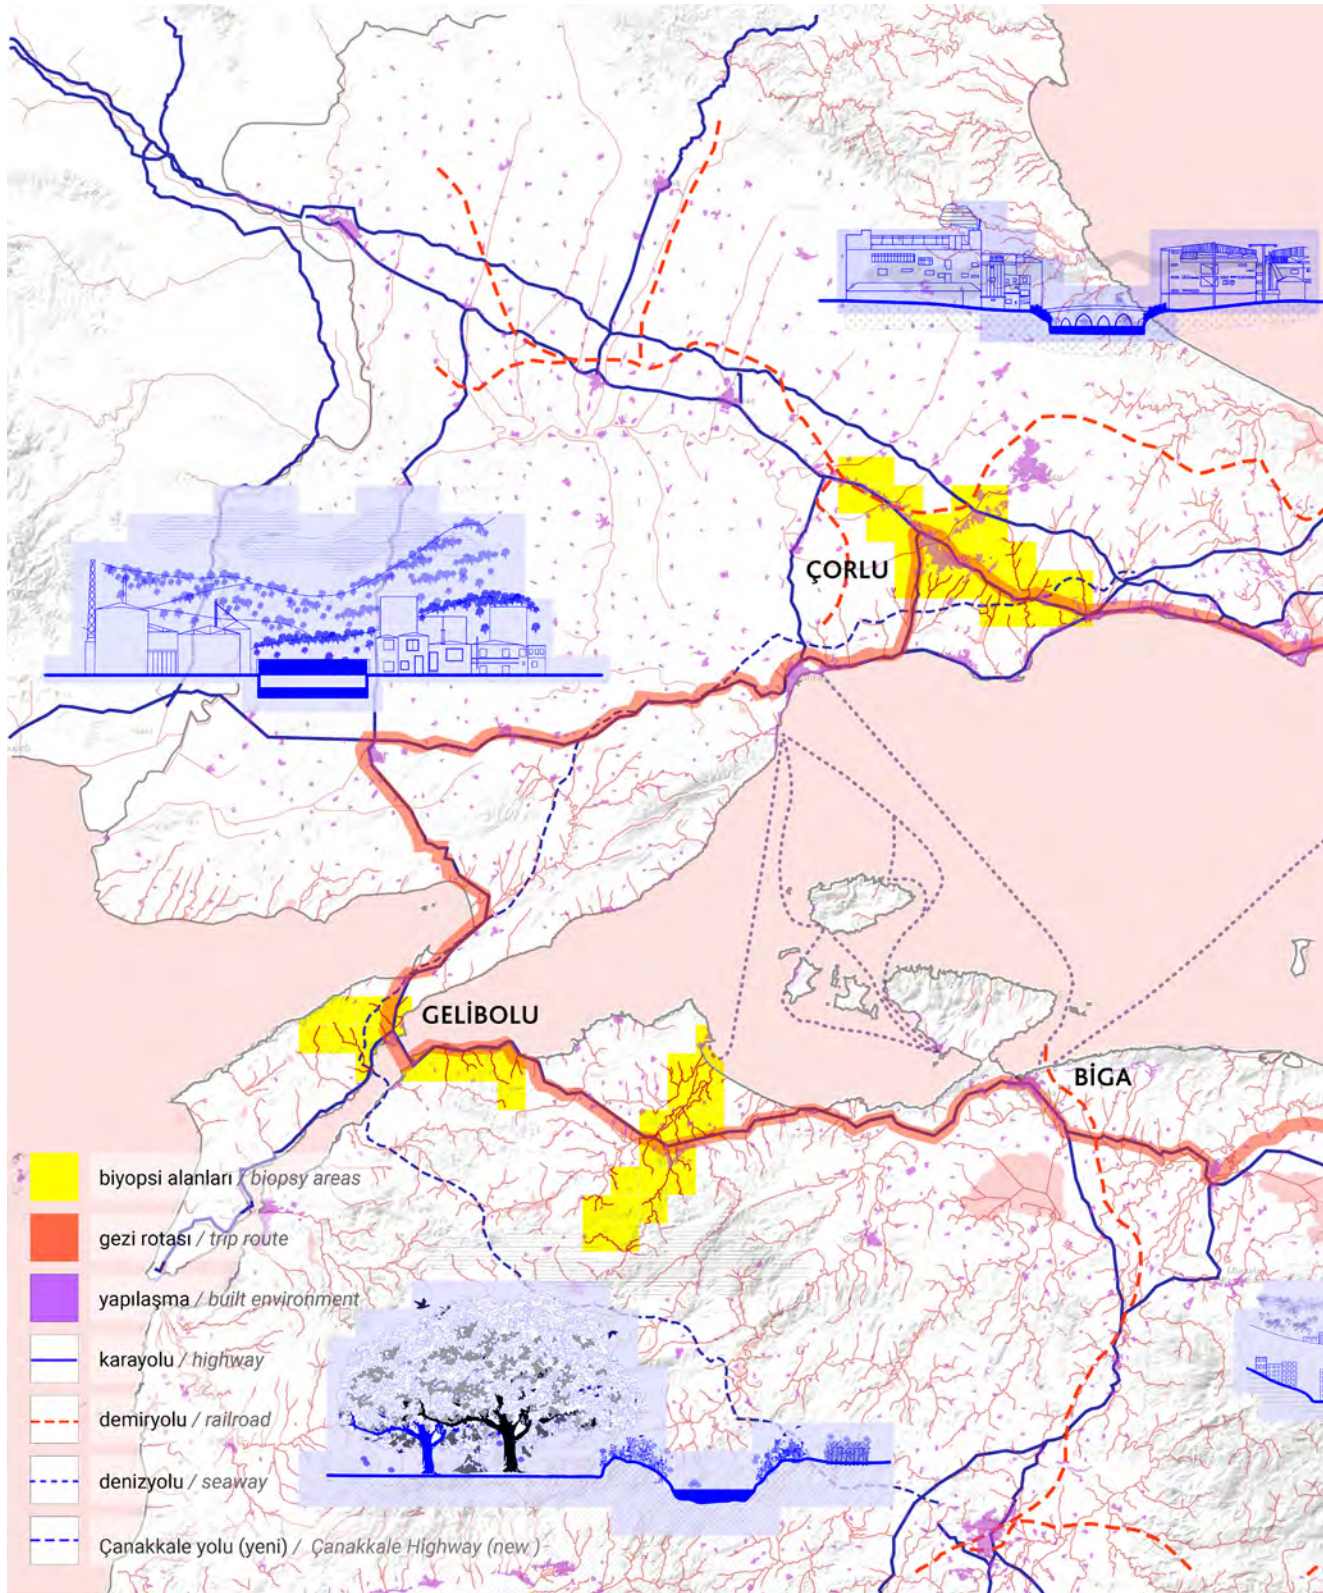 ÇORLU
GELİBOLU
BİGA
biyopsi alanları / biopsy areas
gezi rotası / trip route
yapılaşma / built environment
karayolu / highway
demiryolu / railroad
denizyolu / seaway
Çanakkale yolu (yeni) / Çanakkale Highway (new )